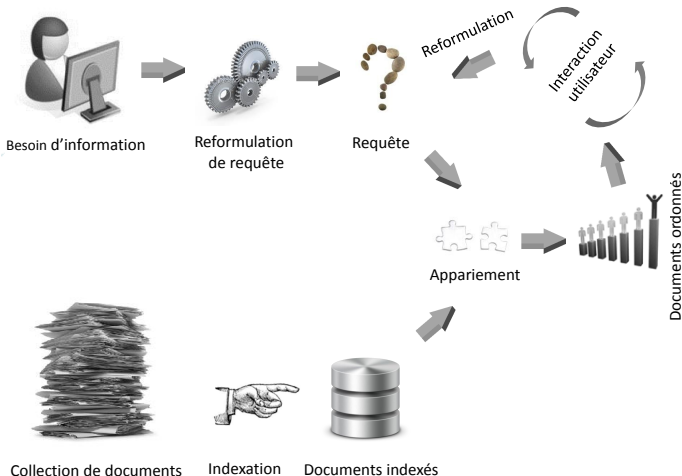 Besoin d'information
Reformulation
de requête
Requête
Reformulation
Interaction
utilisateur
Appariement
Documents ordonnés
Collection de documents
Indexation
Documents indexés